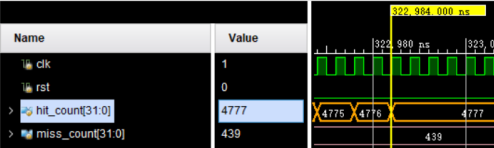 322,984.000 ns
Name Value
322,980 ns 323,0
clk 1
rst 0
hit_count[31:0] 4777 4775 4776 4777
miss_count[31:0] 439 439